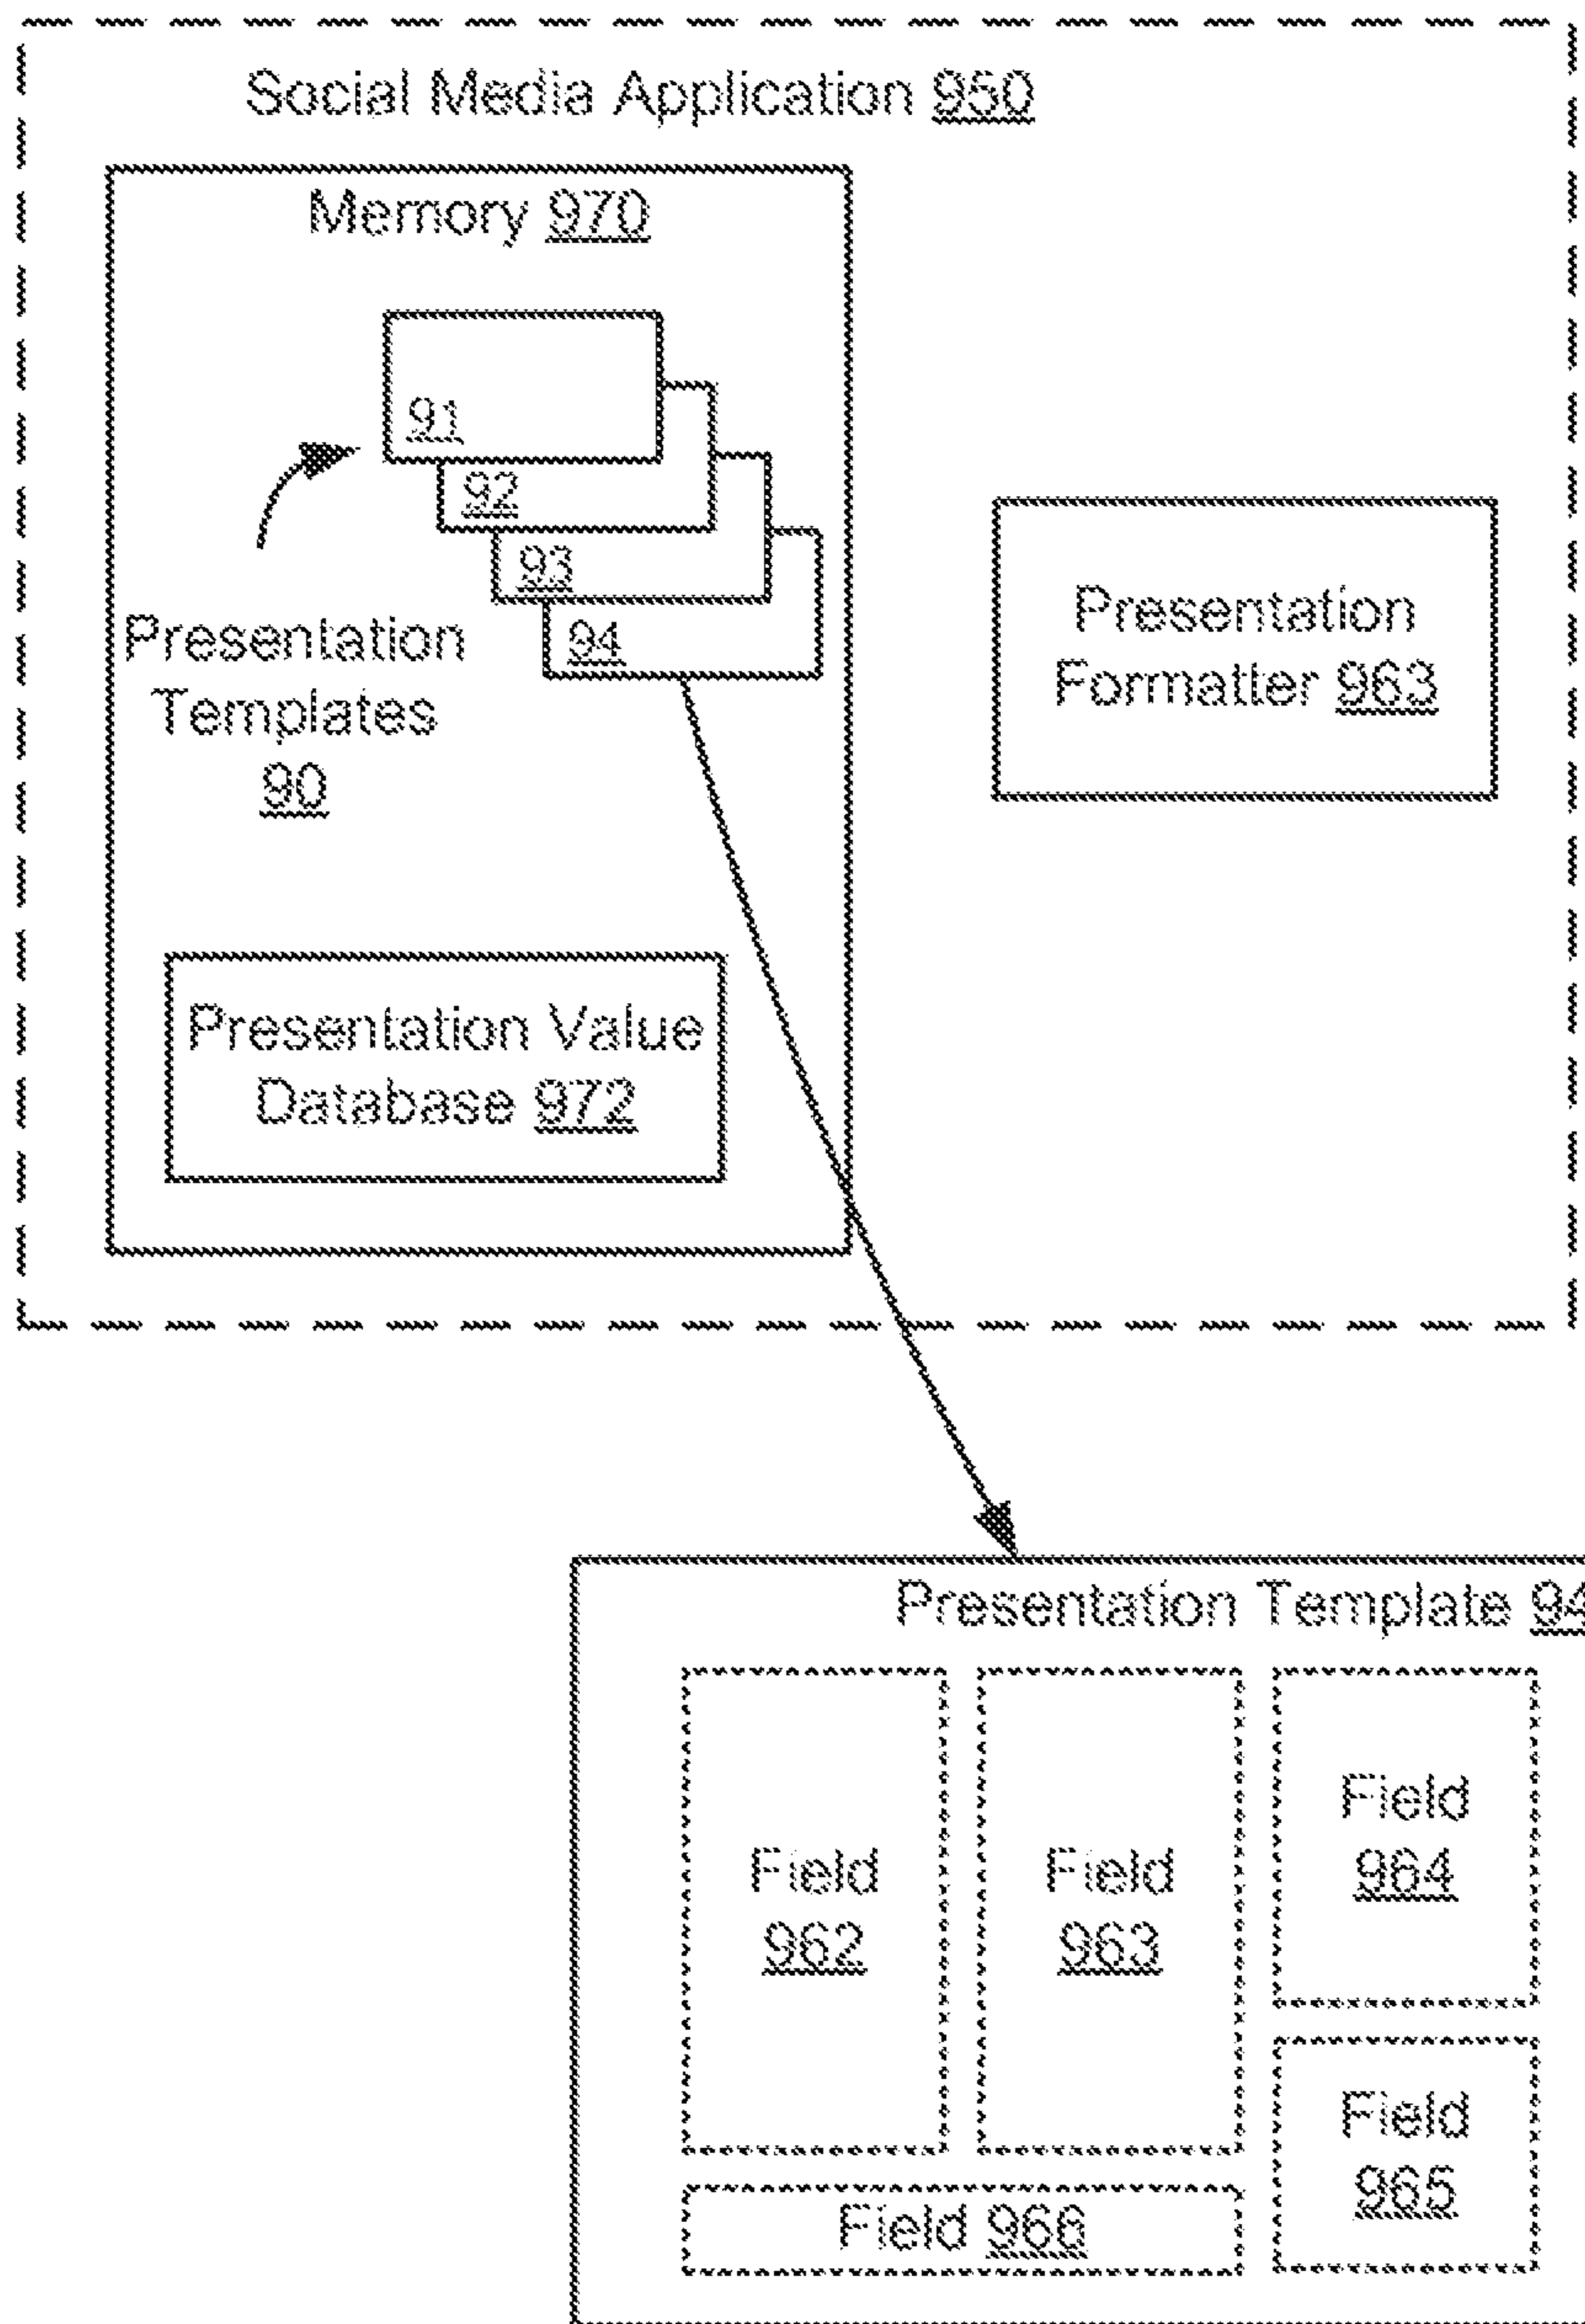 Social Media Application 950
Memory 970
91
92
93
94
Presentation
Templates
90
Presentation
Formatter 963
Presentation Value
Database 972
Presentation Template 94
Field
962
Field
963
Field
964
Field
965
Field 966